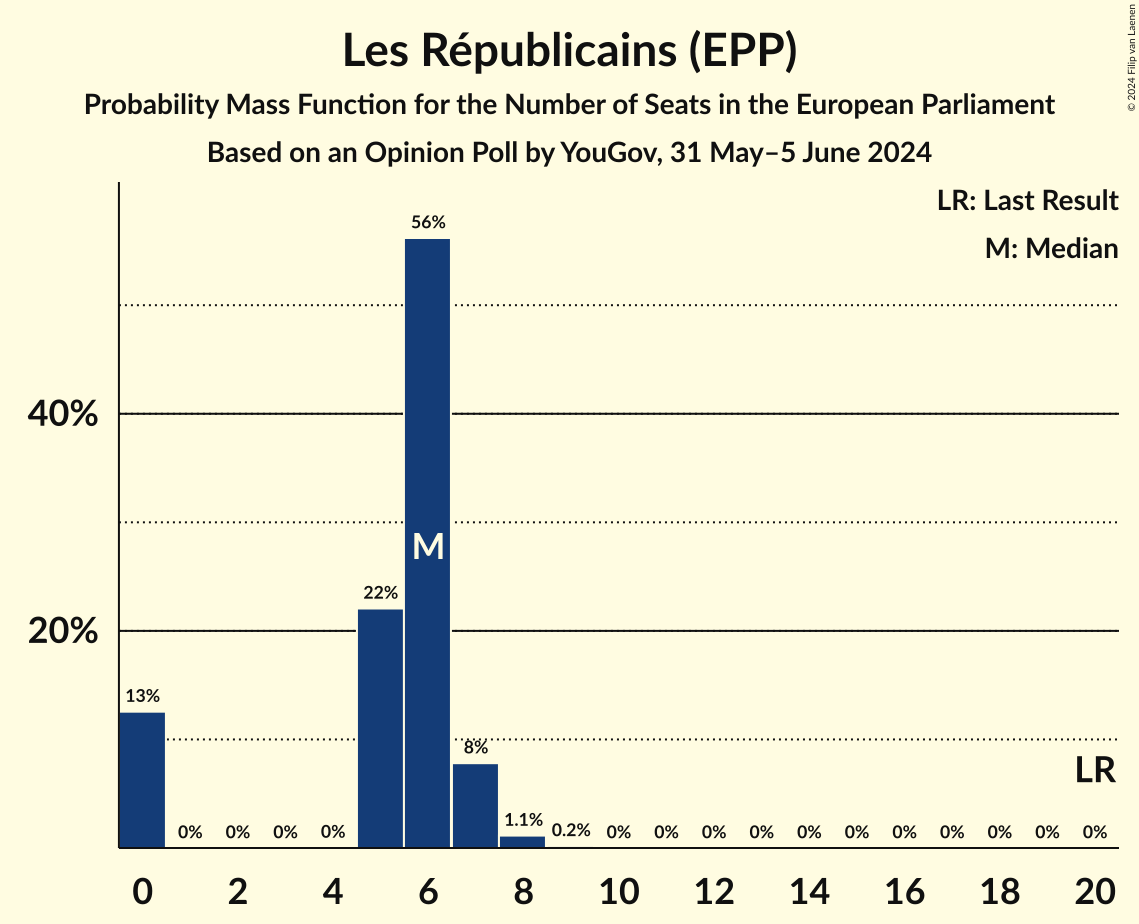 Les Républicains (EPP)
Probability Mass Function for the Number of Seats in the European Parliament
Based on an Opinion Poll by YouGov, 31 May–5 June 2024
© 2024 Filip van Laenen
LR: Last Result
M: Median
56%
40%
M
22%
20%
13%
8%
LR
0% 0% 0% 0% 1.1% 0.2% 0% 0% 0% 0% 0% 0% 0% 0% 0% 0% 0%
0 2 4 6 8 10 12 14 16 18 20